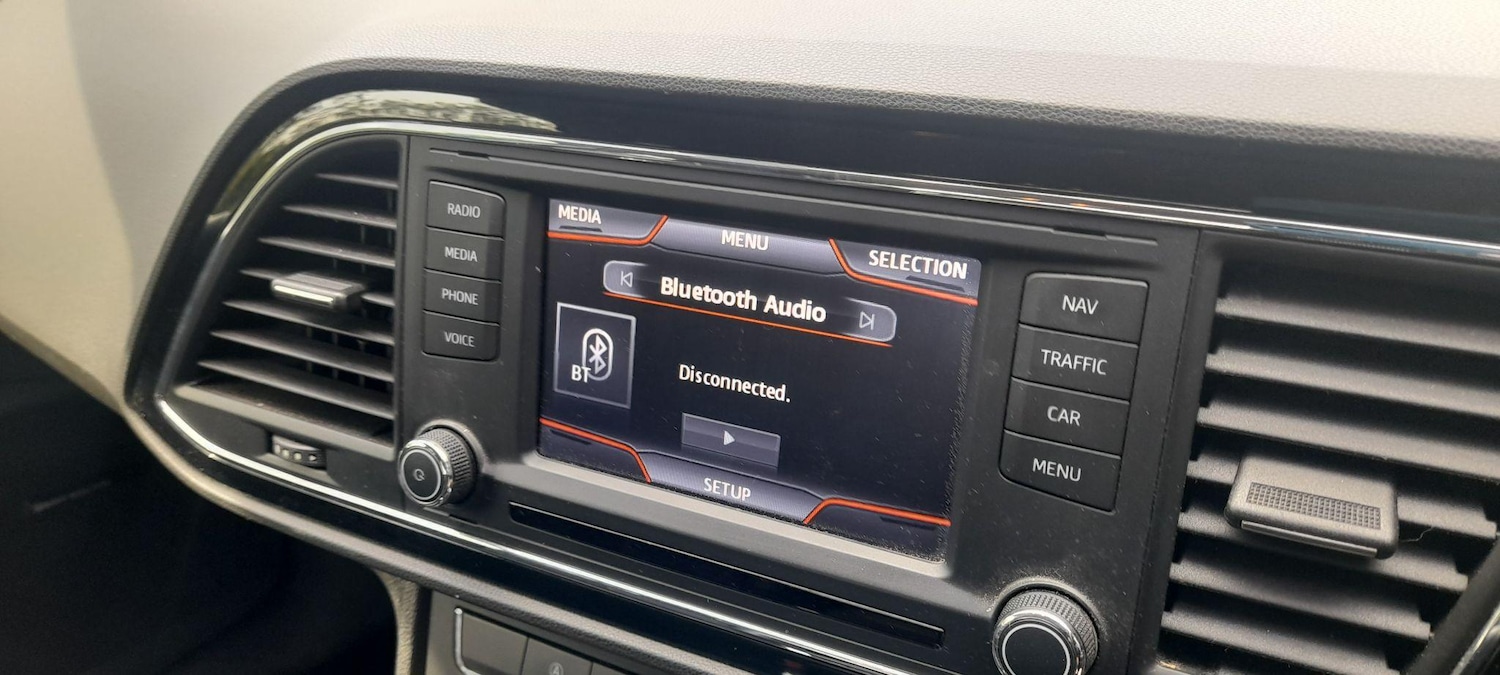 RADIO
MEDIA
PHONE
VOICE
MEDIA
MENU
SELECTION
Bluetooth Audio
BT
Disconnected.
SETUP
NAV
TRAFFIC
CAR
MENU
A